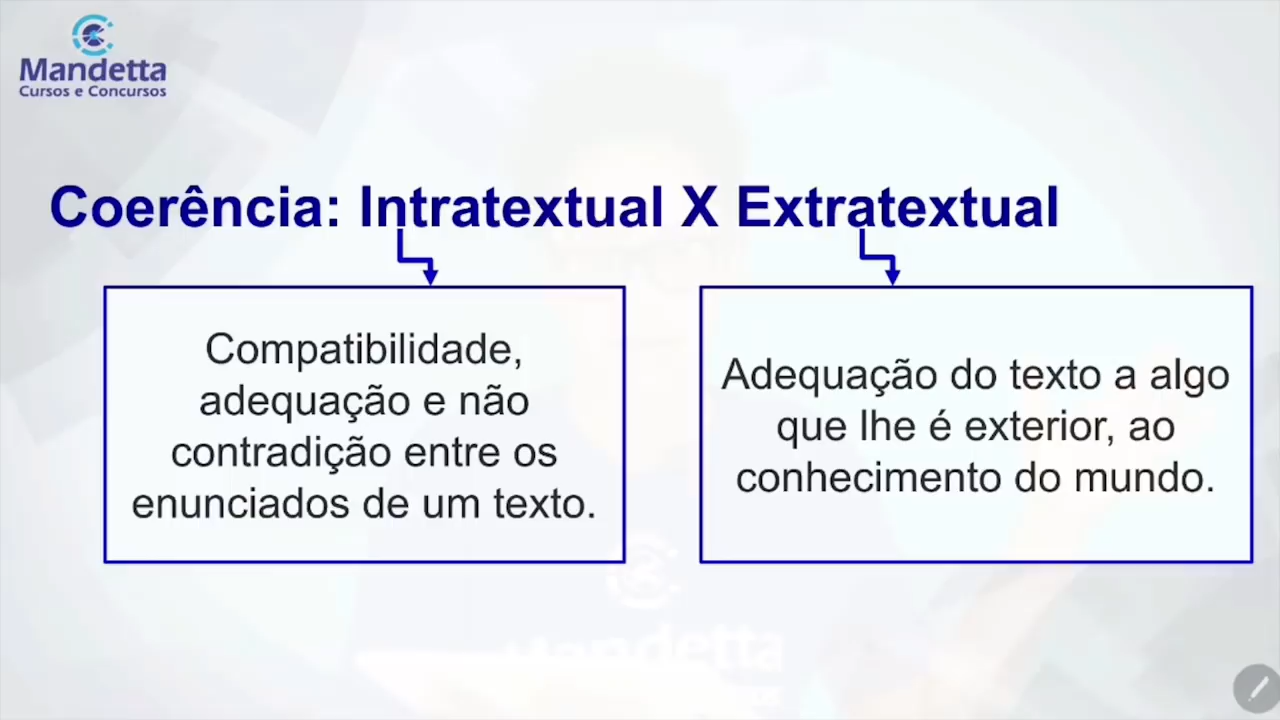 Mandetta
Cursos e Concursos
Coerência: Intratextual X Extratextual
Compatibilidade,
adequação e não
contradição entre os
enunciados de um texto.
Adequação do texto a algo
que lhe é exterior, ao
conhecimento do mundo.
Mandetta